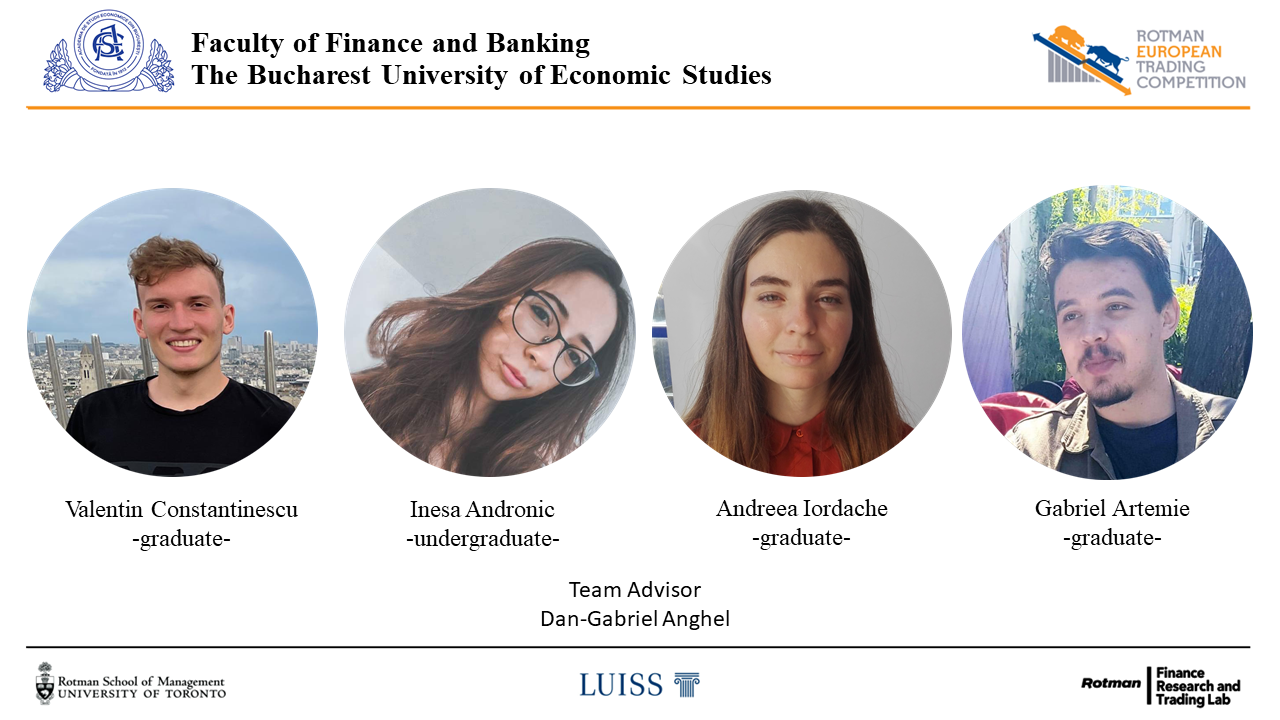 Faculty of Finance and Banking
The Bucharest University of Economic Studies
ROTMAN
EUROPEAN
TRADING
COMPETITION
Valentin Constantinescu
-graduate-
Inesa Andronic
-undergraduate-
Andreea Iordache
-graduate-
Gabriel Artemie
-graduate-
Team Advisor
Dan-Gabriel Anghel
Rotman School of Management
UNIVERSITY OF TORONTO
LUISS
Rotman
Finance
Research and
Trading Lab